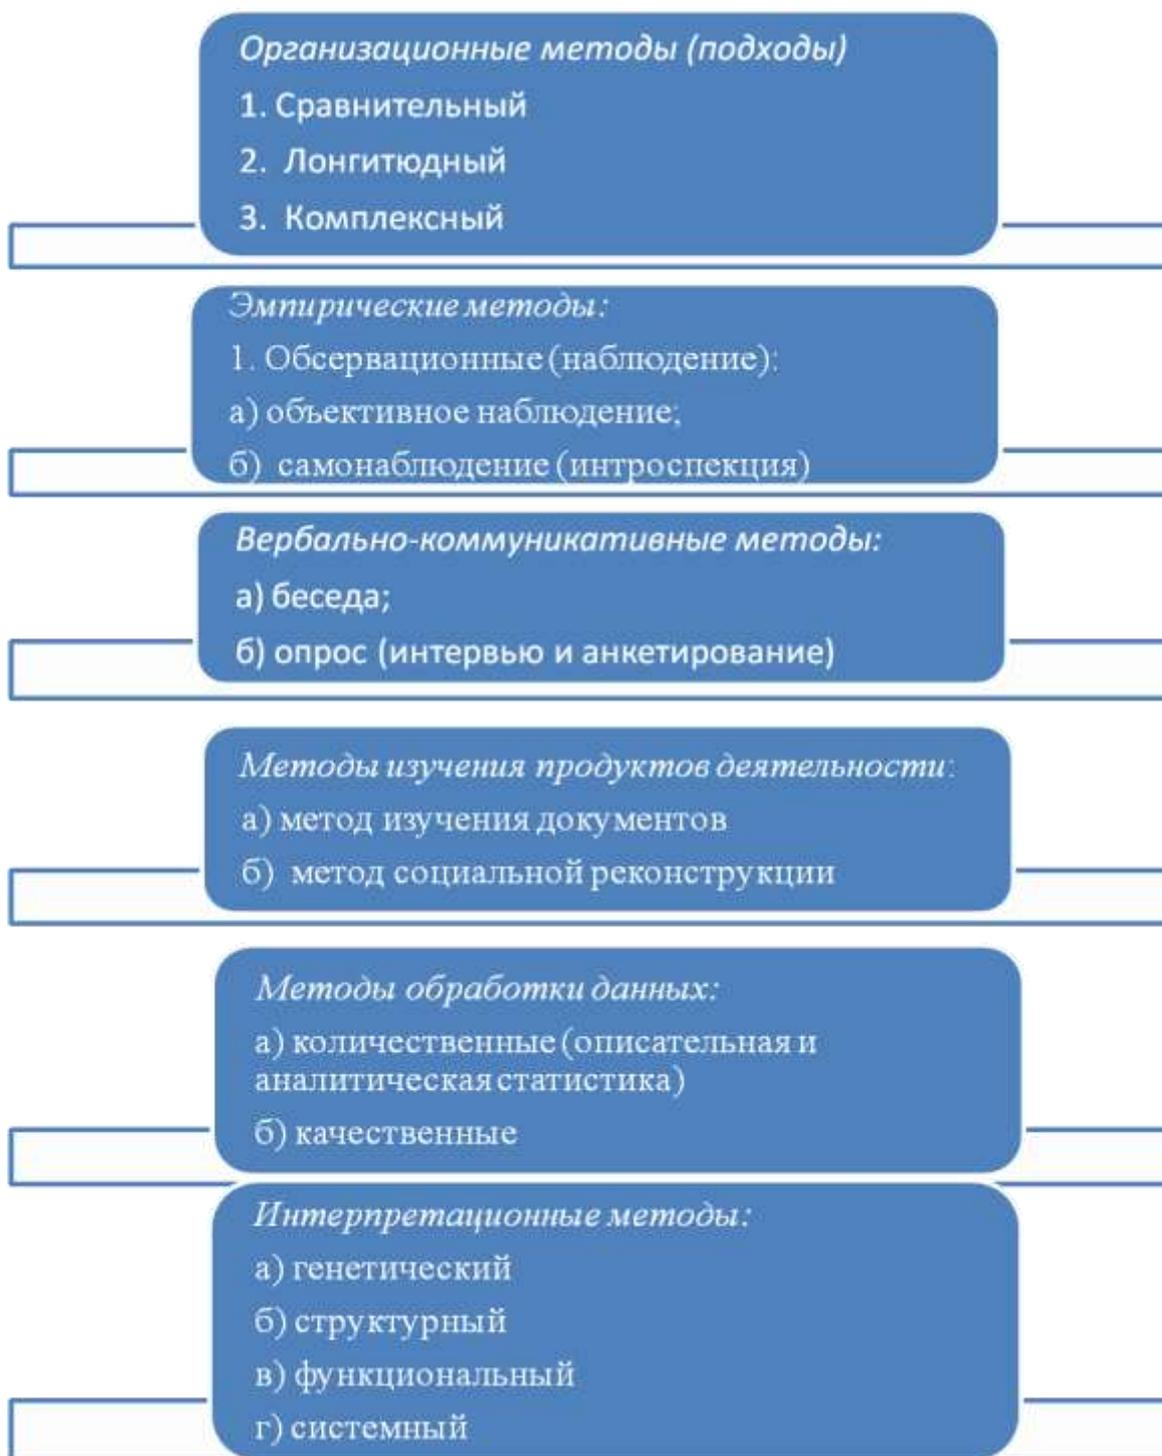 Организационные методы (подходы)
1. Сравнительный
2. Лонгитюдный
3. Комплексный
Эмпирические методы:
1. Обсервационные (наблюдение):
а) объективное наблюдение;
б) самонаблюдение (интроспекция)
Вербально-коммуникативные методы:
а) беседа;
б) опрос (интервью и анкетирование)
Методы изучения продуктов деятельности:
а) метод изучения документов
б) метод социальной реконструкции
Методы обработки данных:
а) количественные (описательная и
аналитическая статистика)
б) качественные
Интерпретационные методы:
а) генетический
б) структурный
в) функциональный
г) системный